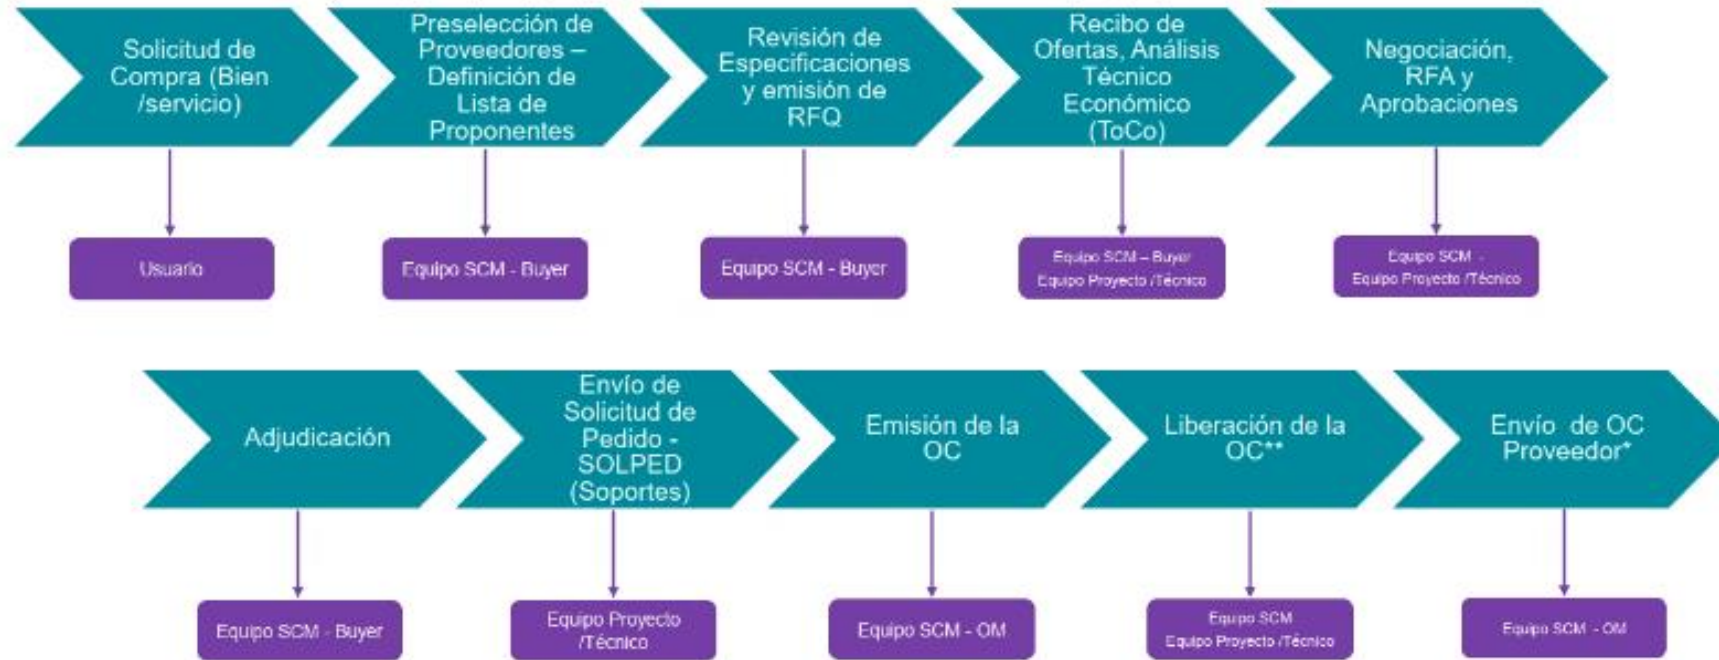 Solicitud de
Compra (Bien
/servicio)
Preselección de
Proveedores –
Definición de
Lista de
Proponentes
Revisión de
Especificaciones
y emisión de
RFQ
Recibo de
Ofertas, Análisis
Técnico
Económico
(ToCo)
Negociación,
RFA y
Aprobaciones
Usuario
Equipo SCM - Buyer
Equipo SCM - Buyer
Equipo SCM – Buyer
Equipo Proyecto /Técnico
Equipo SCM -
Equipo Proyecto /Técnico
Adjudicación
Envío de
Solicitud de
Pedido -
SOLPED
(Soportes)
Emisión de la
OC
Liberación de la
OC**
Envío de OC
Proveedor*
Equipo SCM - Buyer
Equipo Proyecto
/Técnico
Equipo SCM - OM
Equipo SCM
Equipo Proyecto /Técnico
Equipo SCM - OM